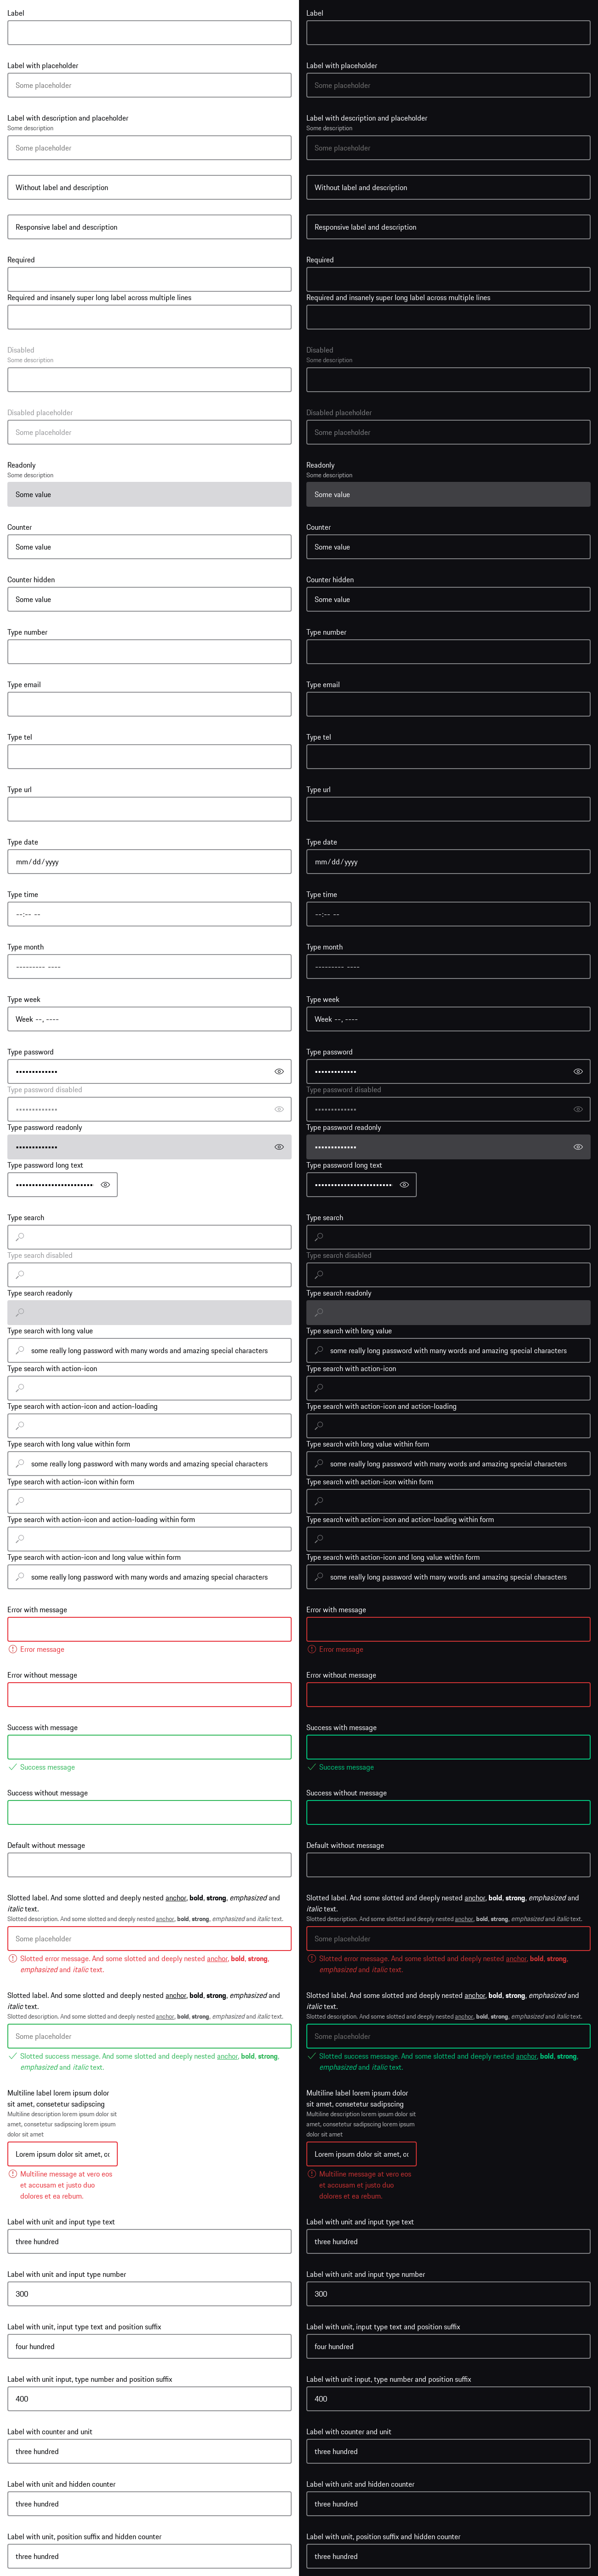 Label
Label with placeholder
Some placeholder
Label with description and placeholder
Some description
Some placeholder
Without label and description
Responsive label and description
Required
Required and insanely super long label across multiple lines
Disabled
Some description
Disabled placeholder
Some placeholder
Readonly
Some description
Some value
Counter
Some value
Counter hidden
Some value
Type number
Type email
Type tel
Type url
Type date
mm/dd/yyyy
Type time
--:-- --
Type month
--------- ----
Type week
Week --, ----
Type password
•••••••••••••
Type password disabled
•••••••••••••
Type password readonly
•••••••••••••
Type password long text
••••••••••••••••••••••••
Type search
Type search disabled
Type search readonly
Type search with long value
some really long password with many words and amazing special characters
Type search with action-icon
Type search with action-icon and action-loading
Type search with long value within form
some really long password with many words and amazing special characters
Type search with action-icon within form
Type search with action-icon and action-loading within form
Type search with action-icon and long value within form
some really long password with many words and amazing special characters
Error with message
Error message
Error without message
Success with message
Success message
Success without message
Default without message
Slotted label. And some slotted and deeply nested anchor, bold, strong, emphasized and
italic text.
Slotted description. And some slotted and deeply nested anchor, bold, strong, emphasized and italic text.
Some placeholder
Slotted error message. And some slotted and deeply nested anchor, bold, strong,
emphasized and italic text.
Slotted label. And some slotted and deeply nested anchor, bold, strong, emphasized and
italic text.
Slotted description. And some slotted and deeply nested anchor, bold, strong, emphasized and italic text.
Some placeholder
Slotted success message. And some slotted and deeply nested anchor, bold, strong,
emphasized and italic text.
Multiline label lorem ipsum dolor
sit amet, consetetur sadipscing
Multiline description lorem ipsum dolor sit
amet, consetetur sadipscing lorem ipsum
dolor sit amet
Lorem ipsum dolor sit amet, co
Multiline message at vero eos
et accusam et justo duo
dolores et ea rebum.
Label with unit and input type text
three hundred
Label with unit and input type number
300
Label with unit, input type text and position suffix
four hundred
Label with unit input, type number and position suffix
400
Label with counter and unit
three hundred
Label with unit and hidden counter
three hundred
Label with unit, position suffix and hidden counter
three hundred
Label
Label with placeholder
Some placeholder
Label with description and placeholder
Some description
Some placeholder
Without label and description
Responsive label and description
Required
Required and insanely super long label across multiple lines
Disabled
Some description
Disabled placeholder
Some placeholder
Readonly
Some description
Some value
Counter
Some value
Counter hidden
Some value
Type number
Type email
Type tel
Type url
Type date
mm/dd/yyyy
Type time
--:-- --
Type month
--------- ----
Type week
Week --, ----
Type password
•••••••••••••
Type password disabled
•••••••••••••
Type password readonly
•••••••••••••
Type password long text
••••••••••••••••••••••••
Type search
Type search disabled
Type search readonly
Type search with long value
some really long password with many words and amazing special characters
Type search with action-icon
Type search with action-icon and action-loading
Type search with long value within form
some really long password with many words and amazing special characters
Type search with action-icon within form
Type search with action-icon and action-loading within form
Type search with action-icon and long value within form
some really long password with many words and amazing special characters
Error with message
Error message
Error without message
Success with message
Success message
Success without message
Default without message
Slotted label. And some slotted and deeply nested anchor, bold, strong, emphasized and
italic text.
Slotted description. And some slotted and deeply nested anchor, bold, strong, emphasized and italic text.
Some placeholder
Slotted error message. And some slotted and deeply nested anchor, bold, strong,
emphasized and italic text.
Slotted label. And some slotted and deeply nested anchor, bold, strong, emphasized and
italic text.
Slotted description. And some slotted and deeply nested anchor, bold, strong, emphasized and italic text.
Some placeholder
Slotted success message. And some slotted and deeply nested anchor, bold, strong,
emphasized and italic text.
Multiline label lorem ipsum dolor
sit amet, consetetur sadipscing
Multiline description lorem ipsum dolor sit
amet, consetetur sadipscing lorem ipsum
dolor sit amet
Lorem ipsum dolor sit amet, co
Multiline message at vero eos
et accusam et justo duo
dolores et ea rebum.
Label with unit and input type text
three hundred
Label with unit and input type number
300
Label with unit, input type text and position suffix
four hundred
Label with unit input, type number and position suffix
400
Label with counter and unit
three hundred
Label with unit and hidden counter
three hundred
Label with unit, position suffix and hidden counter
three hundred